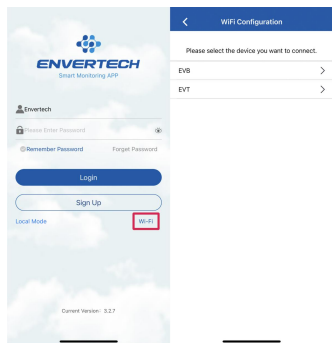 ENVERTECH
Smart Monitoring APP
Envertech
Please Enter Password
Remember Password Forget Password
Login
Sign Up
Local Mode Wi-Fi
Current Version: 3.2.7
WiFi Configuration
Please select the device you want to connect.
EVB
EVT